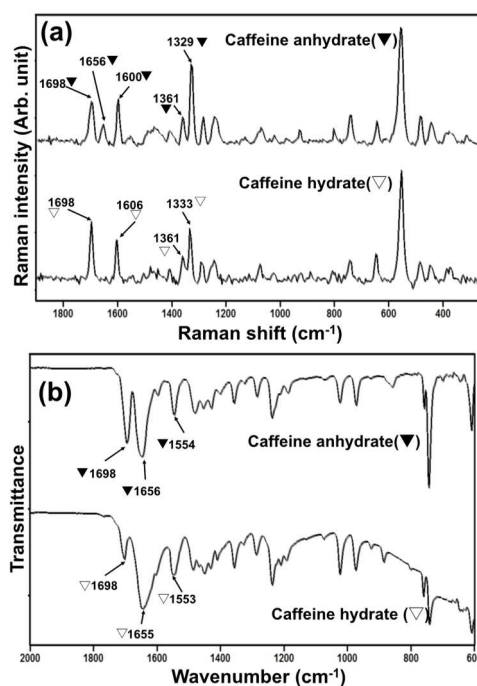 (a)
Caffeine anhydrate(▼)
1329 ▼
1656▼
1698▼
1600▼
▼
1361
Caffeine hydrate(▽)
▽
1698
1606
▽
1333
▽
1361
▽
Raman intensity (Arb. unit)
1800 1600 1400 1200 1000 800 600 400
Raman shift (cm-1)
(b)
▼1554
Caffeine anhydrate(▼)
▼1698
▼1656
▽1698
▽1553
Caffeine hydrate (▽)
▽1655
Transmittance
2000 1800 1600 1400 1200 1000 800 60
Wavenumber (cm-1)